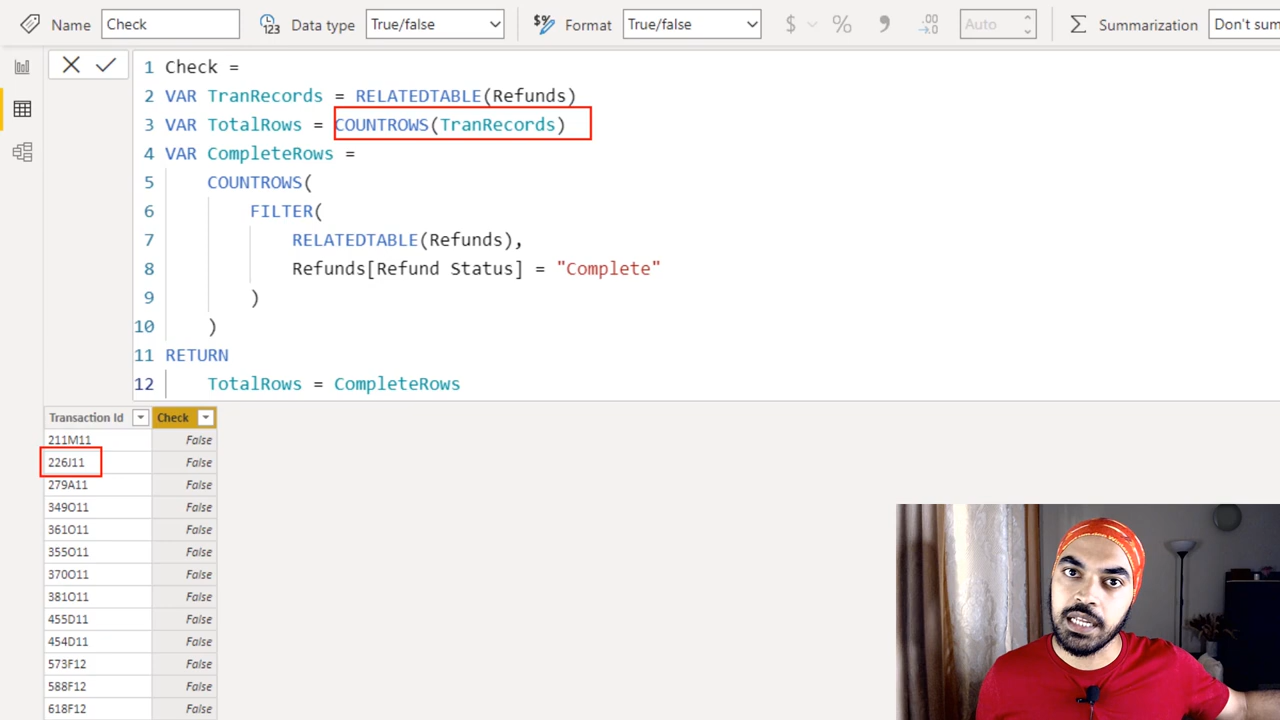 Name Check Data type True/false Format True/false $ % 9 .00 Auto Σ Summarization Don't sum
1 Check =
2 VAR TranRecords = RELATEDTABLE(Refunds)
3 VAR TotalRows = COUNTROWS(TranRecords)
4 VAR CompleteRows =
5 COUNTROWS(
6 FILTER(
7 RELATEDTABLE(Refunds),
8 Refunds[Refund Status] = "Complete"
9 )
10 )
11 RETURN
12 TotalRows = CompleteRows
Transaction Id Check
211M11 False
226J11 False
279A11 False
349O11 False
361O11 False
355O11 False
370O11 False
381O11 False
455D11 False
454D11 False
573F12 False
588F12 False
618F12 False